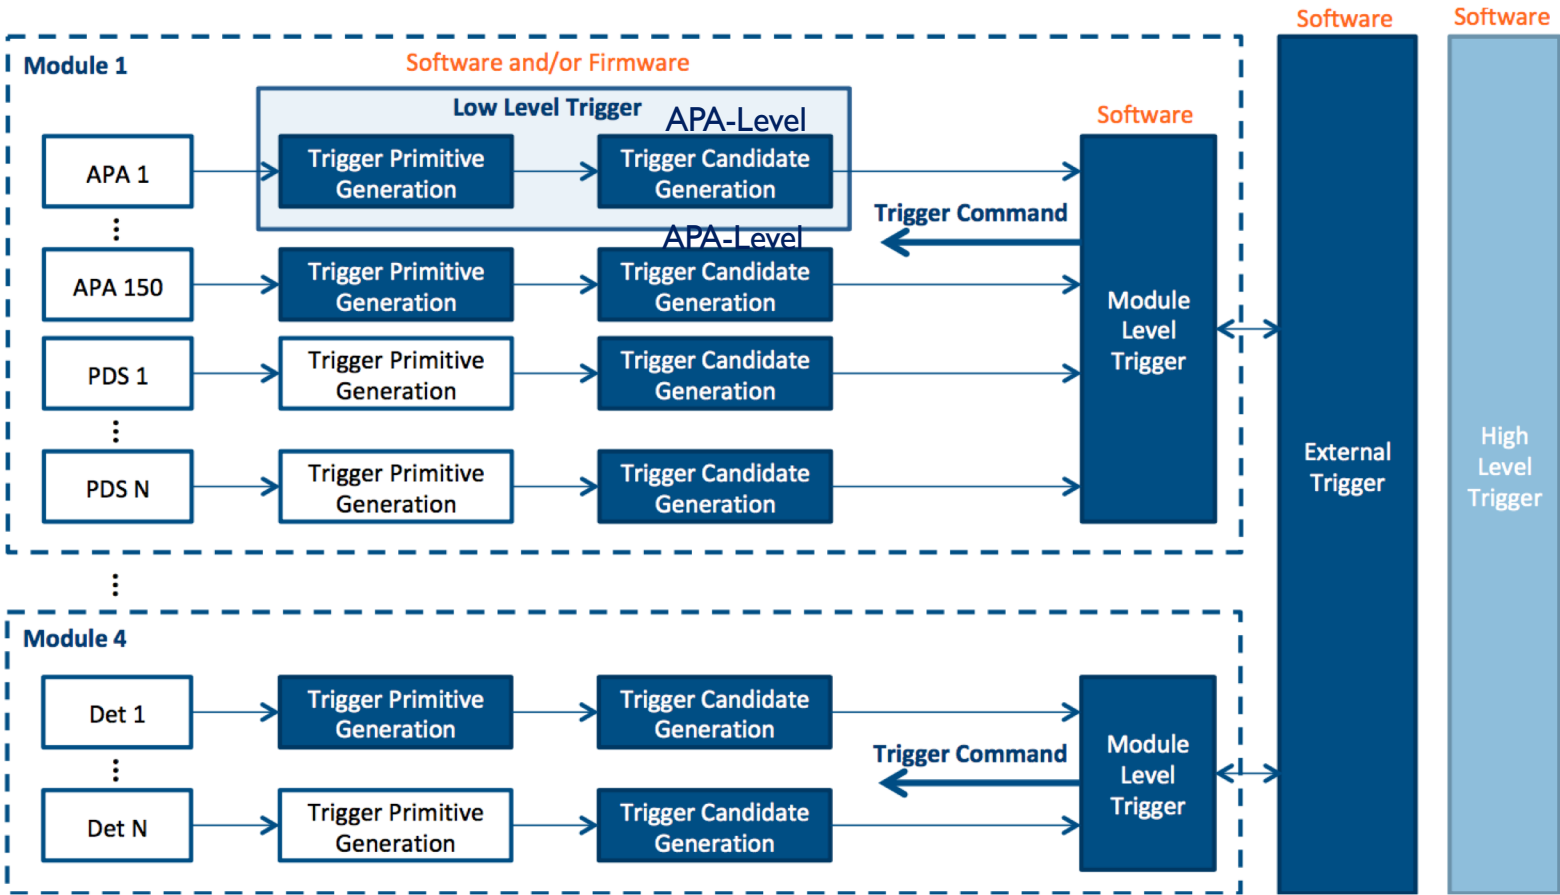 Software
Software
Module 1
Software and/or Firmware
Low Level Trigger
APA-Level
Software
APA 1
Trigger Primitive
Generation
Trigger Candidate
Generation
Trigger Command
APA-Level
APA 150
Trigger Primitive
Generation
Trigger Candidate
Generation
Module
Level
Trigger
PDS 1
Trigger Primitive
Generation
Trigger Candidate
Generation
PDS N
Trigger Primitive
Generation
Trigger Candidate
Generation
External
Trigger
High
Level
Trigger
Module 4
Det 1
Trigger Primitive
Generation
Trigger Candidate
Generation
Trigger Command
Module
Level
Trigger
Det N
Trigger Primitive
Generation
Trigger Candidate
Generation